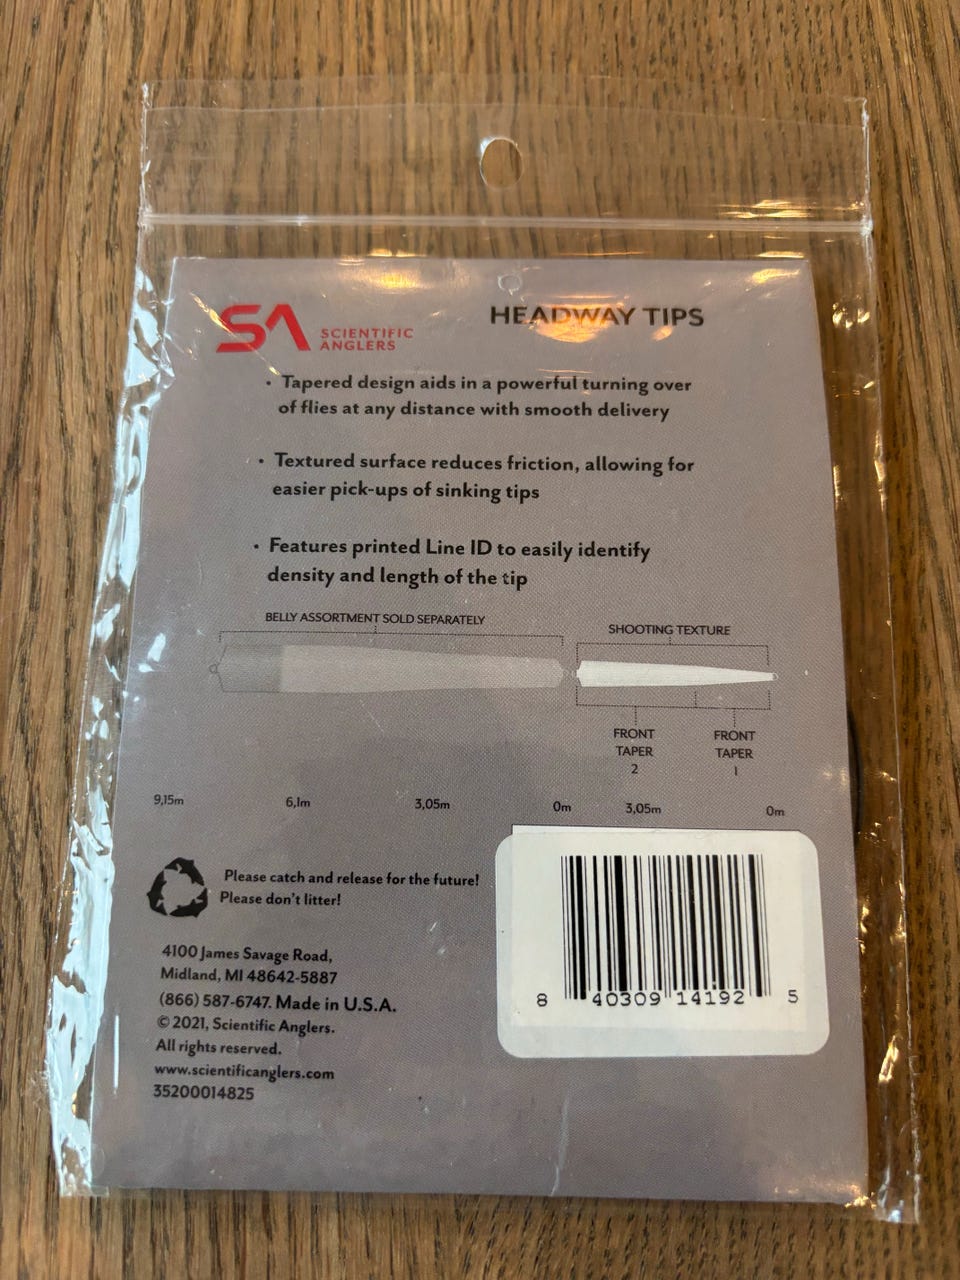 SA SCIENTIFIC
ANGLERS
HEADWAY TIPS
• Tapered design aids in a powerful turning over
of flies at any distance with smooth delivery
• Textured surface reduces friction, allowing for
easier pick-ups of sinking tips
• Features printed Line ID to easily identify
density and length of the tip
BELLY ASSORTMENT SOLD SEPARATELY
SHOOTING TEXTURE
FRONT
TAPER
2
FRONT
TAPER
1
9,15m 6,1m 3,05m 0m 3,05m 0m
Please catch and release for the future!
Please don't litter!
4100 James Savage Road,
Midland, MI 48642-5887
(866) 587-6747. Made in U.S.A.
© 2021, Scientific Anglers.
All rights reserved.
www.scientificanglers.com
35200014825
8 40309 14192 5